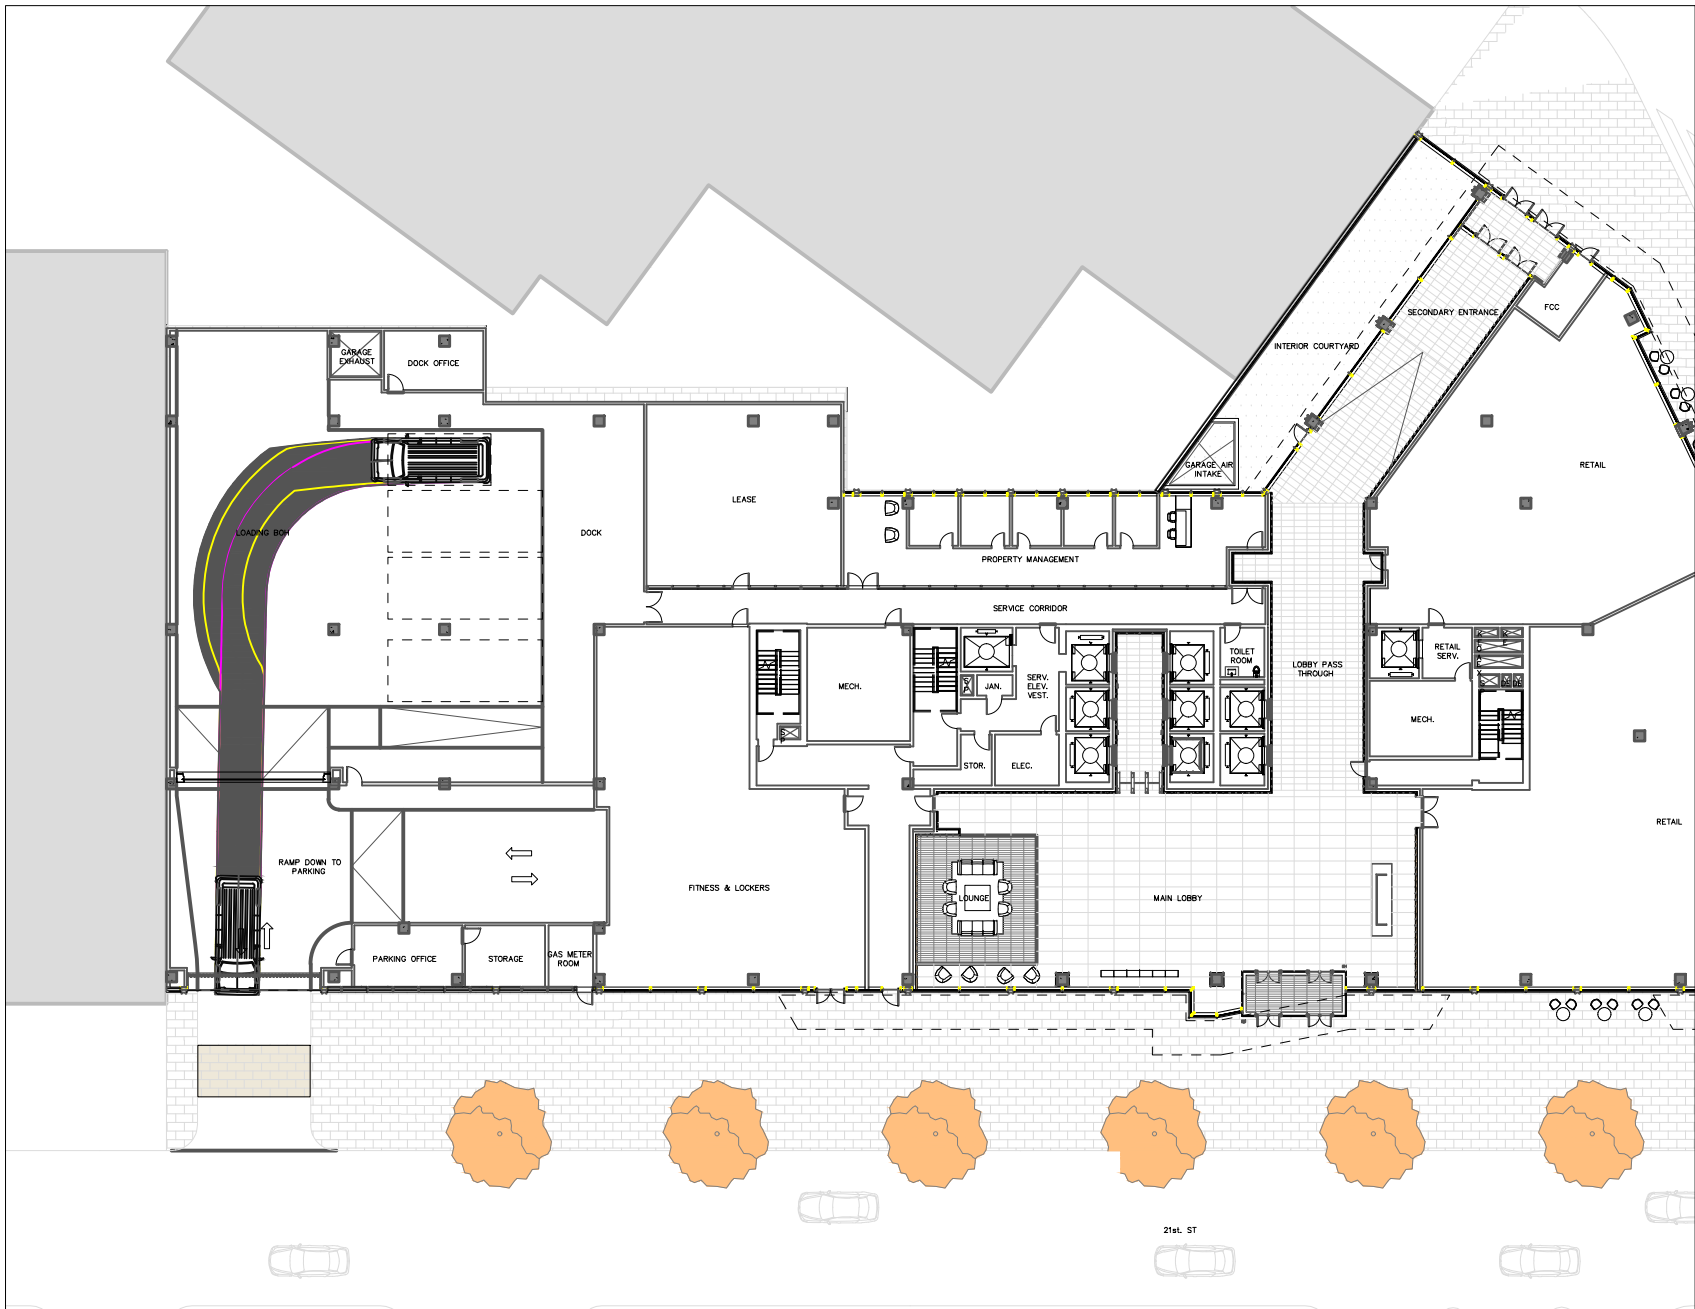 SECONDARY ENTRANCE
FCC
INTERIOR COURTYARD
GARAGE
EXHAUST
DOCK OFFICE
RETAIL
GARAGE AIR
INTAKE
LEASE
LOADING BOH
DOCK
PROPERTY MANAGEMENT
SERVICE CORRIDOR
TOILET
ROOM
RETAIL
SERV.
LOBBY PASS
THROUGH
MECH.
JAN.
SERV.
ELEV.
VEST.
MECH.
STOR.
ELEC.
RETAIL
RAMP DOWN TO
PARKING
FITNESS & LOCKERS
LOUNGE
MAIN LOBBY
PARKING OFFICE
STORAGE
GAS METER
ROOM
21st. ST